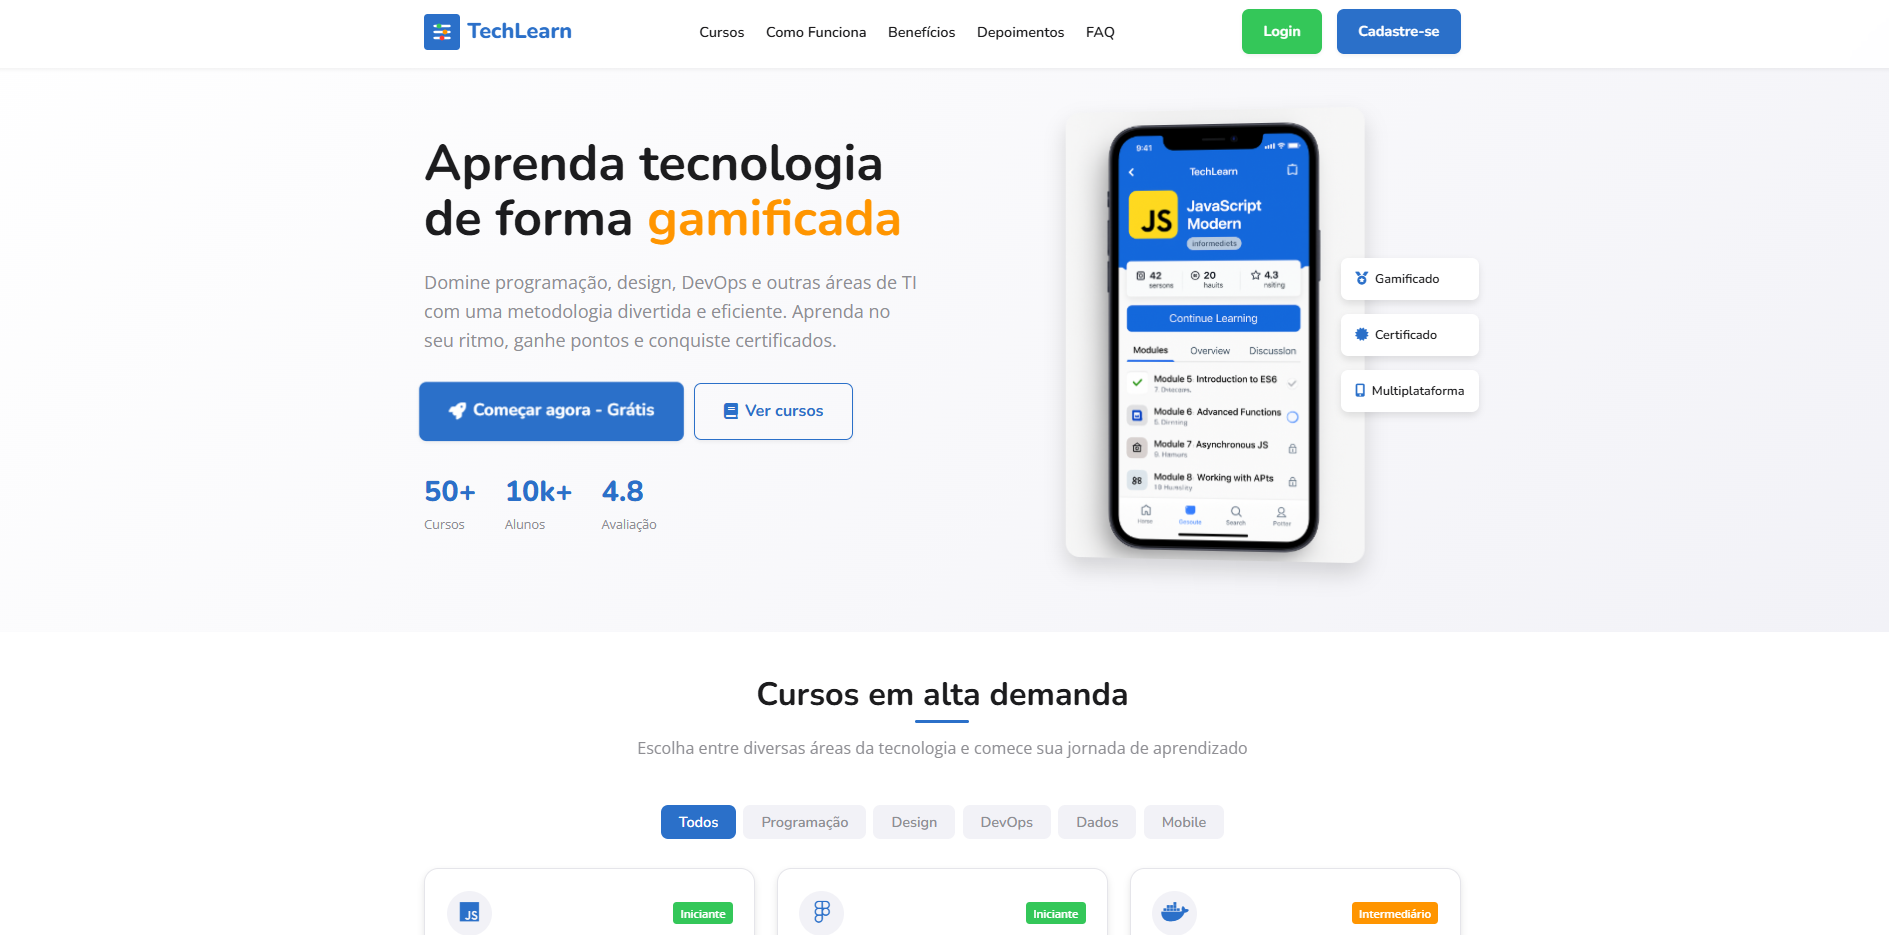 TechLearn
Cursos
Como Funciona
Benefícios
Depoimentos
FAQ
Login
Cadastre-se
Aprenda tecnologia
de forma gamificada
Domine programação, design, DevOps e outras áreas de TI
com uma metodologia divertida e eficiente. Aprenda no
seu ritmo, ganhe pontos e conquiste certificados.
Começar agora - Grátis
Ver cursos
50+
Cursos
10k+
Alunos
4.8
Avaliação
9:41
TechLearn
JS
JavaScript
Modern
informediets
42
sersons
20
hauits
4.3
nsiting
Continue Learning
Modules
Overview
Discussion
Module 5 Introduction to ES6
Module 6 Advanced Functions
Module 7 Asynchronous JS
Module 8 Working with APIs
Search
Gamificado
Certificado
Multiplataforma
Cursos em alta demanda
Escolha entre diversas áreas da tecnologia e comece sua jornada de aprendizado
Todos
Programação
Design
DevOps
Dados
Mobile
JS
Iniciante
Iniciante
Intermediário